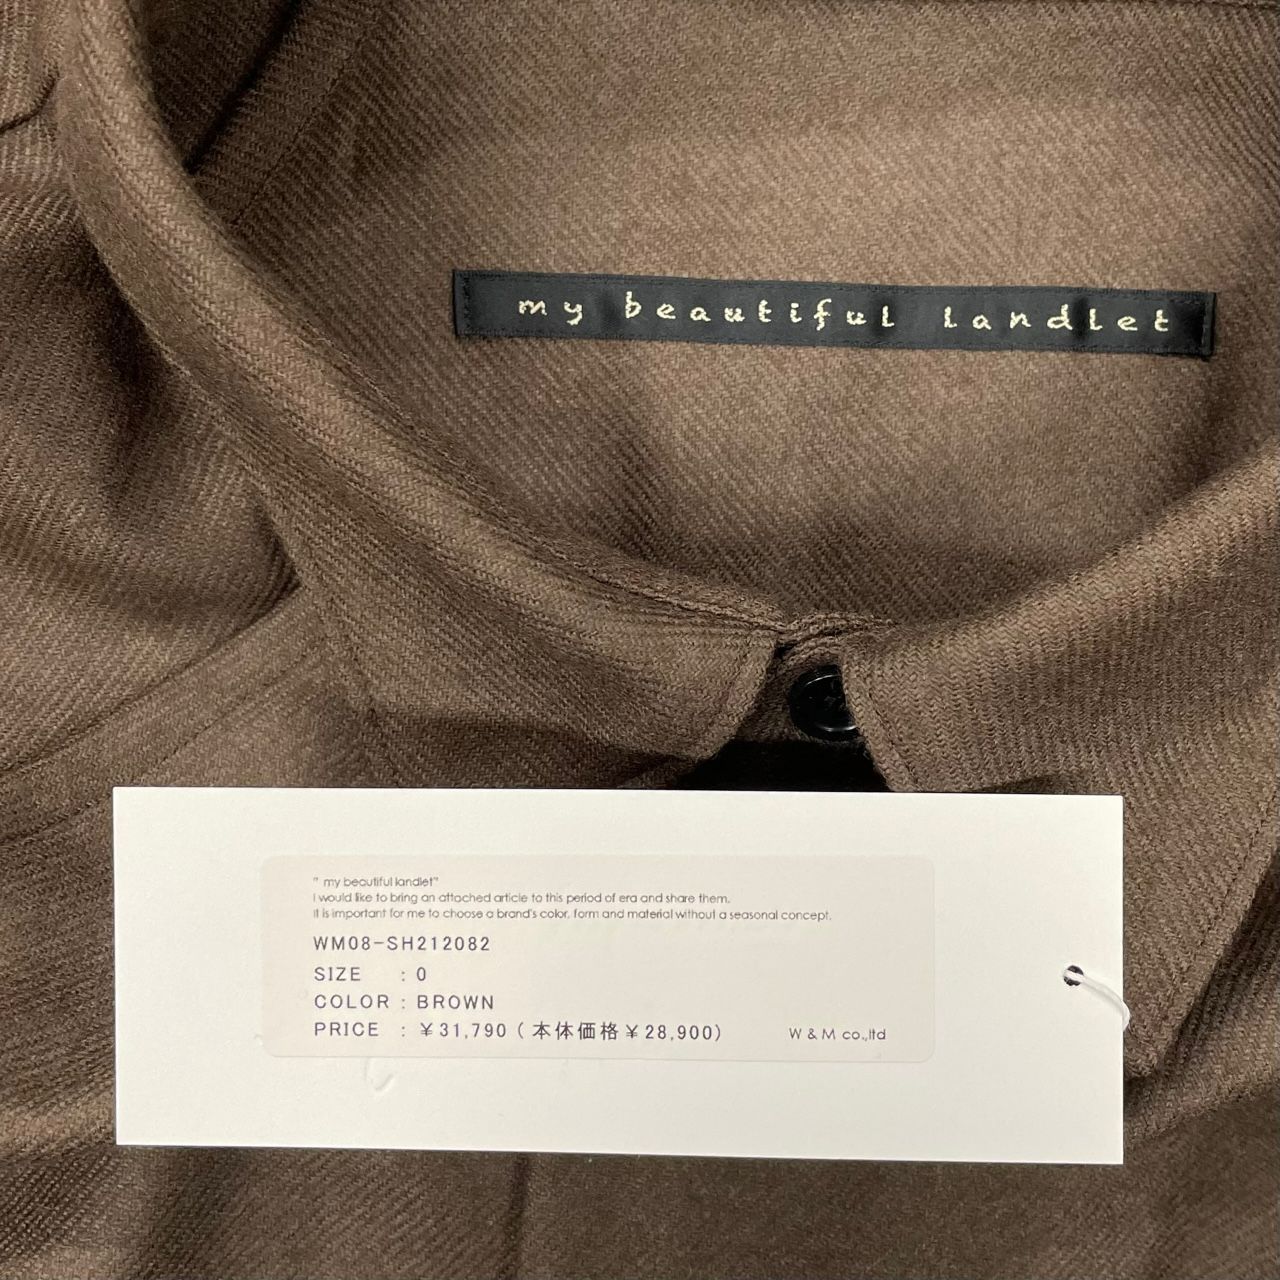 my beautiful landlet
" my beautiful landlet"
I would like to bring an attached article to this period of era and share them.
It is important for me to choose a brand's color, form and material without a seasonal concept.
WM08-SH212082
SIZE : 0
COLOR : BROWN
PRICE : ¥31,790 (本体価格¥28,900)
W & M co.,ltd